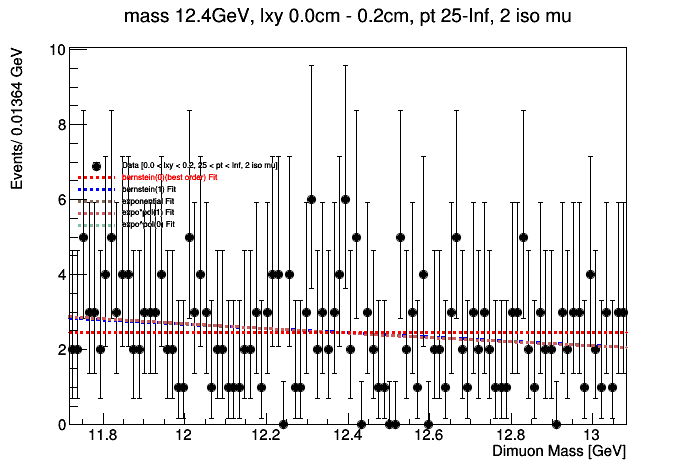 mass 12.4GeV, lxy 0.0cm - 0.2cm, pt 25-Inf, 2 iso mu
Events/ 0.01364 GeV
10
8
6
4
2
0
Data [0.0 < lxy < 0.2, 25 < pt < Inf, 2 iso mu]
bernstein(0)(best order) Fit
bernstein(1) Fit
exponential Fit
expo*pol(1) Fit
expo*pol(0) Fit
11.8 12 12.2 12.4 12.6 12.8 13
Dimuon Mass [GeV]